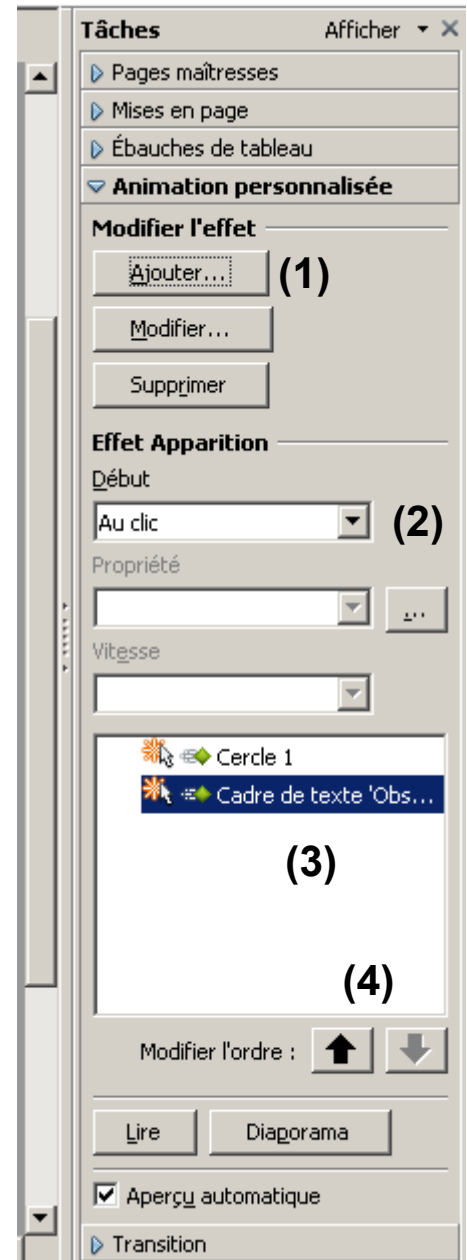 Tâches Afficher
Pages maîtresses
Mises en page
Ébauches de tableau
Animation personnalisée
Modifier l'effet
Ajouter... (1)
Modifier...
Supprimer
Effet Apparition
Début
Au clic (2)
Propriété
...
Vitesse
Cercle 1
Cadre de texte 'Obs...
(3)
(4)
Modifier l'ordre :
Lire Diaporama
Aperçu automatique
Transition